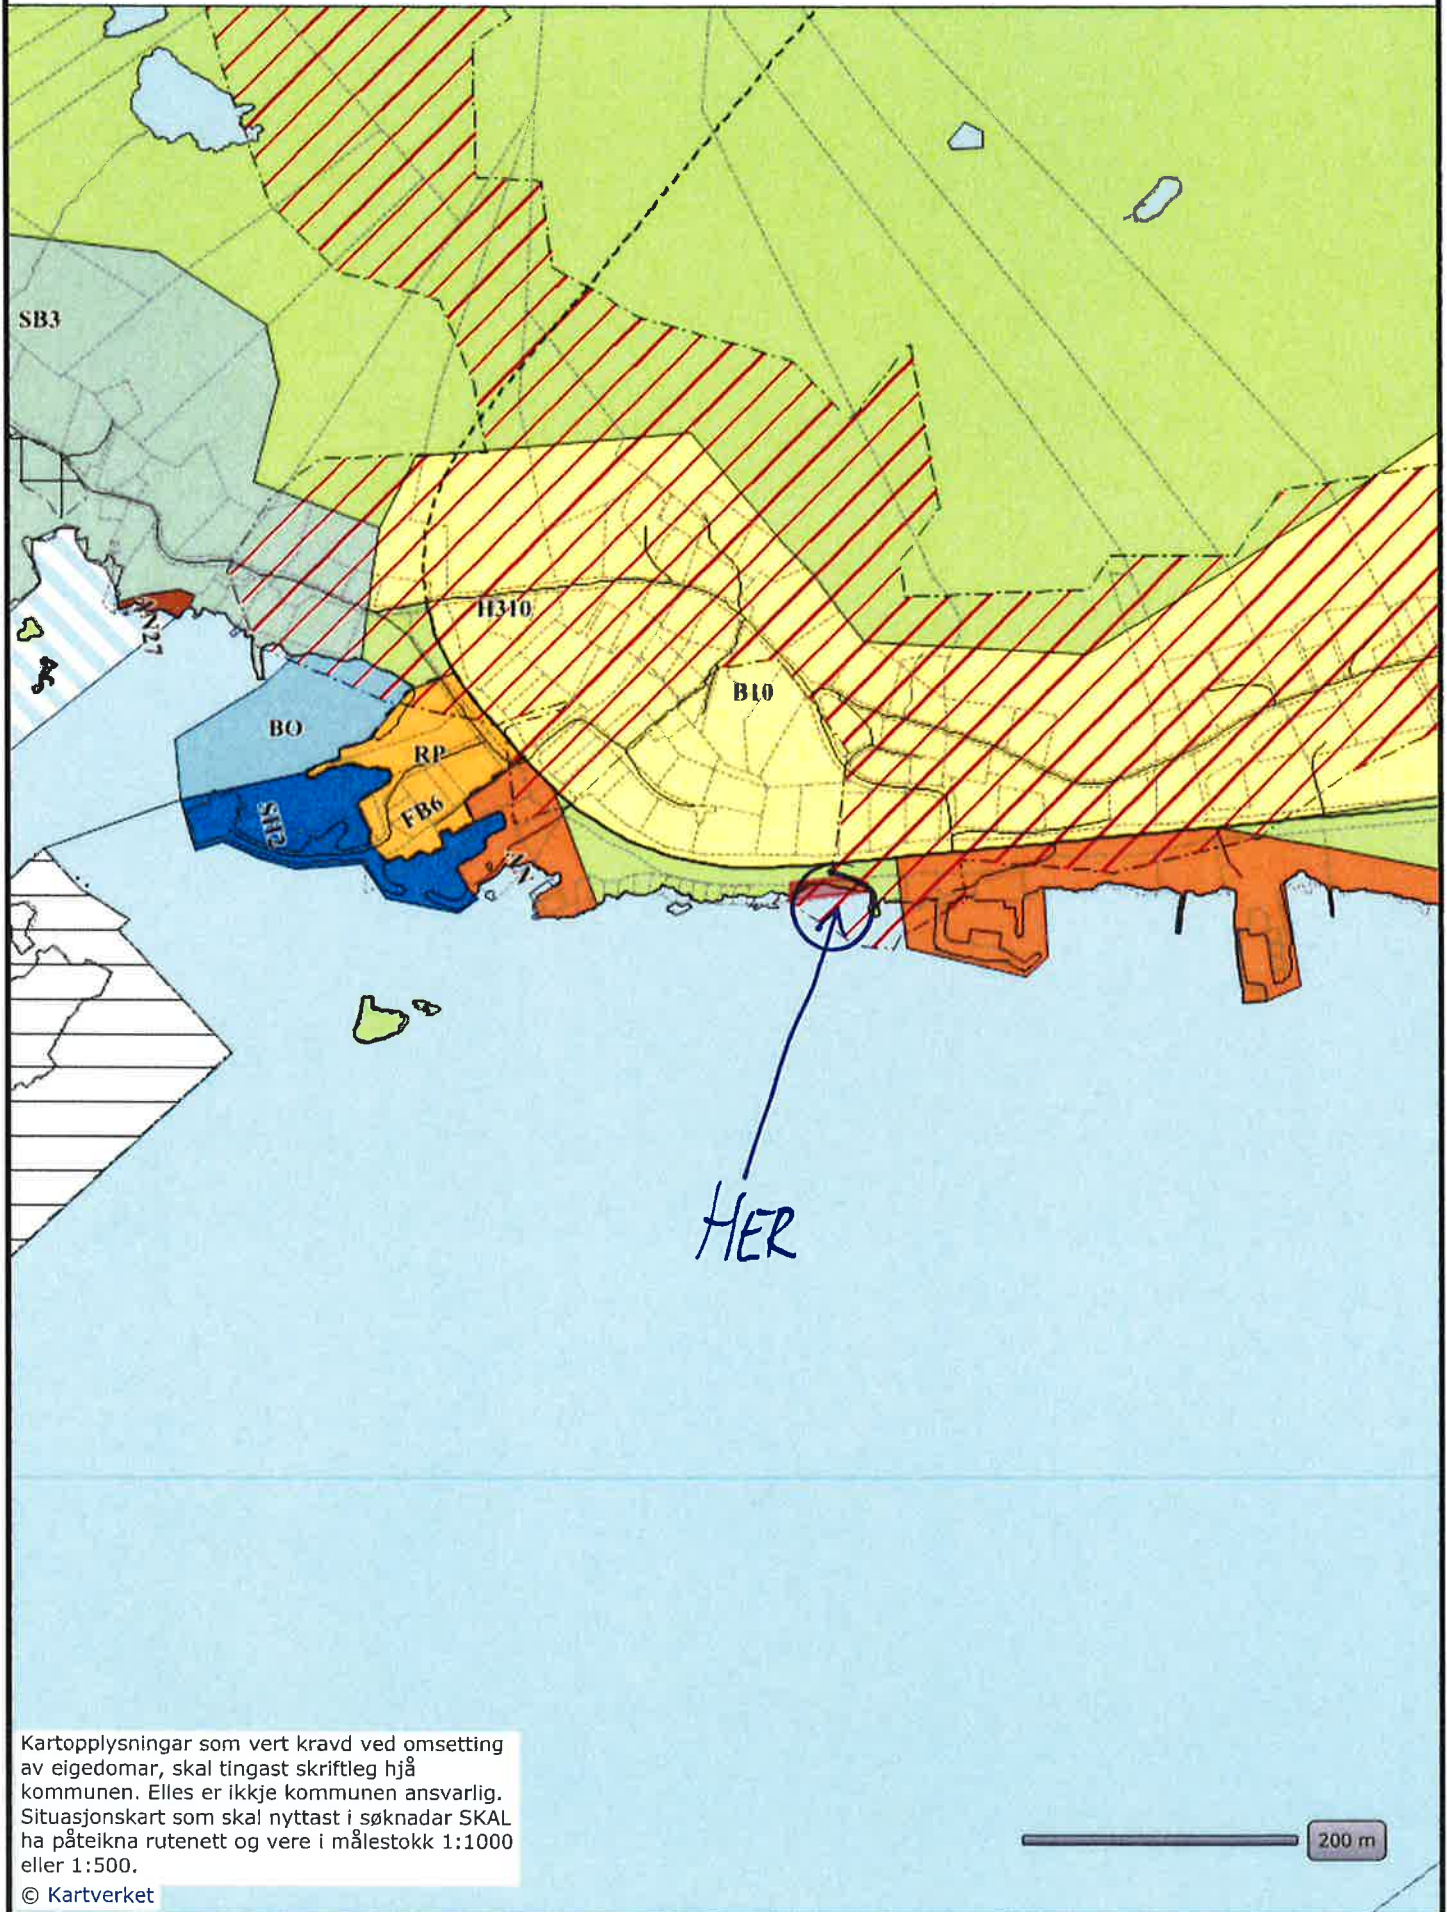 SB3
H310
N27
B10
BO
RP
SH2
FB6
N
HER
Kartopplysningar som vert kravd ved omsetting
av eigedomar, skal tingast skriftleg hjå
kommunen. Elles er ikkje kommunen ansvarlig.
Situasjonskart som skal nyttast i søknadar SKAL
ha påteikna rutenett og vere i målestokk 1:1000
eller 1:500.
© Kartverket
200 m